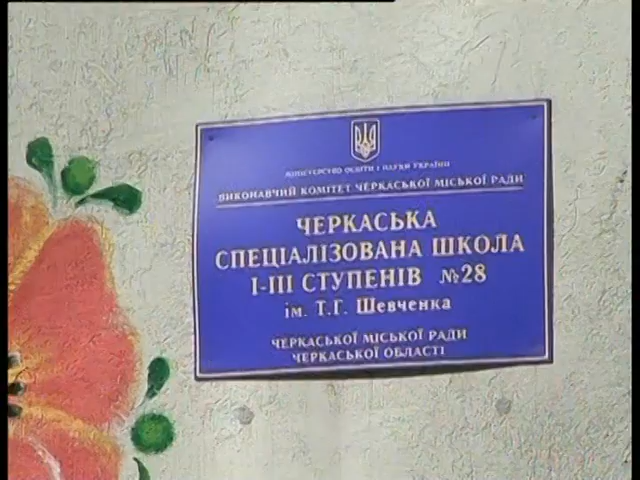 МІНІСТЕРСТВО ОСВІТИ І НАУКИ УКРАЇНИ
ВИКОНАВЧИЙ КОМІТЕТ ЧЕРКАСЬКОЇ МІСЬКОЇ РАДИ
ЧЕРКАСЬКА
СПЕЦІАЛІЗОВАНА ШКОЛА
І-ІІІ СТУПЕНІВ №28
ім. Т.Г. Шевченка
ЧЕРКАСЬКОЇ МІСЬКОЇ РАДИ
ЧЕРКАСЬКОЇ ОБЛАСТІ